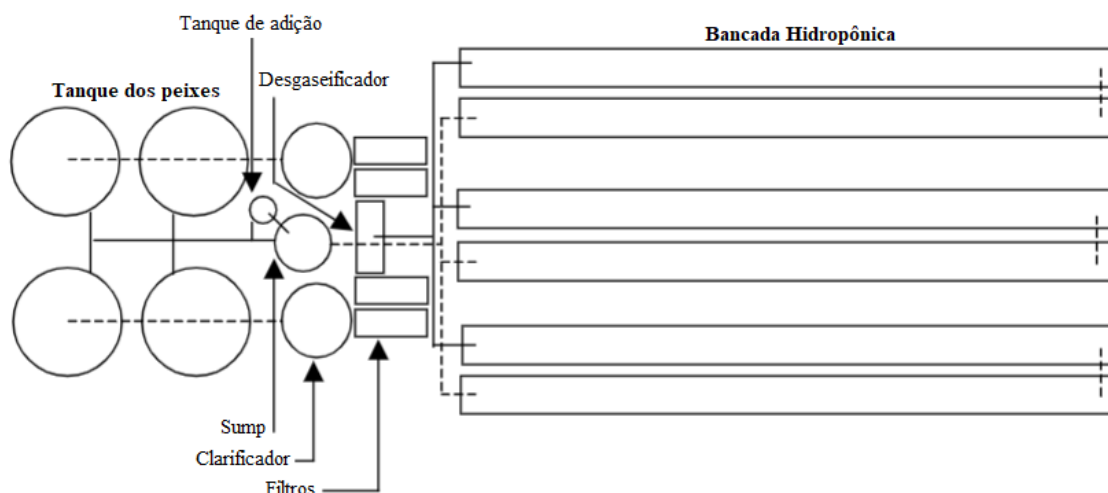 Tanque de adição
Bancada Hidropônica
Desgaseificador
Tanque dos peixes
Sump
Clarificador
Filtros